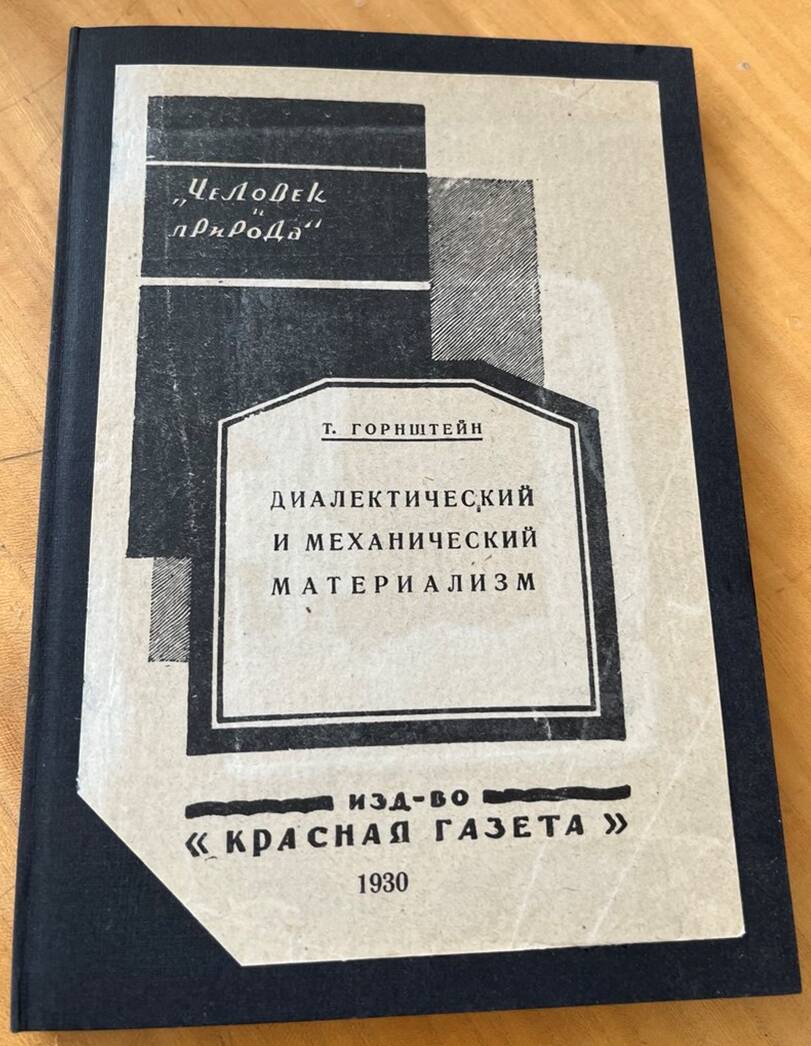 „Человек
и
природа“
Т. ГОРНШТЕЙН
ДИАЛЕКТИЧЕСКИЙ
И МЕХАНИЧЕСКИЙ
МАТЕРИАЛИЗМ
ИЗД-ВО
« КРАСНАЯ ГАЗЕТА »
1930